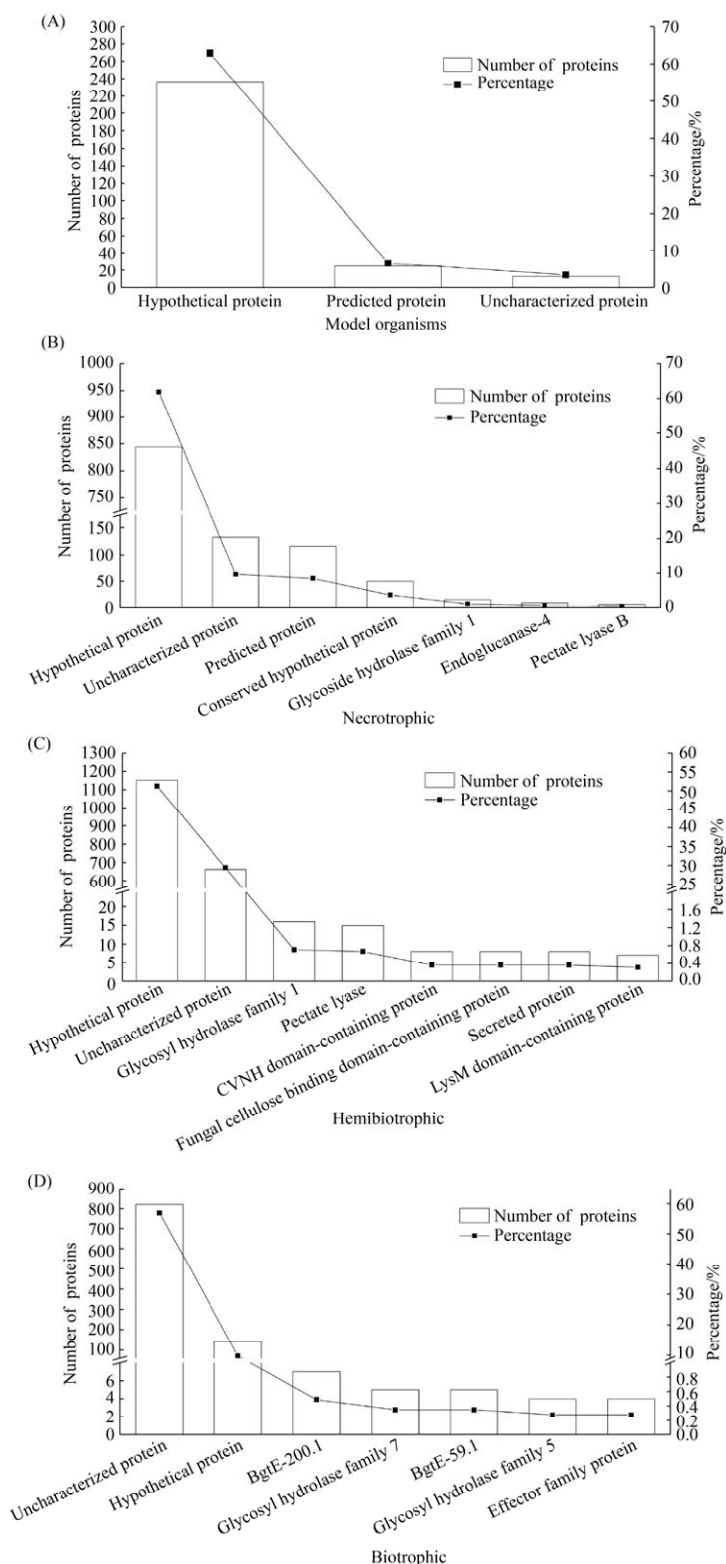 (A)
Number of proteins
300
280
260
240
220
200
180
160
140
120
100
80
60
40
20
0
Number of proteins
Percentage
70
60
50
40
30
20
10
0
Percentage/%
Hypothetical protein
Predicted protein
Uncharacterized protein
Model organisms
(B)
Number of proteins
1000
950
900
850
800
750
150
100
50
0
Number of proteins
Percentage
70
60
50
40
30
20
10
0
Percentage/%
Hypothetical protein
Uncharacterized protein
Predicted protein
Conserved hypothetical protein
Glycoside hydrolase family 1
Endoglucanase-4
Pectate lyase B
Necrotrophic
(C)
Number of proteins
1300
1200
1100
1000
900
800
700
600
20
15
10
5
0
Number of proteins
Percentage
60
55
50
45
40
35
30
25
1.6
1.2
0.8
0.4
0.0
Percentage/%
Hypothetical protein
Uncharacterized protein
Glycosyl hydrolase family 1
Pectate lyase
CVNH domain-containing protein
Fungal cellulose binding domain-containing protein
Secreted protein
LysM domain-containing protein
Hemibiotrophic
(D)
Number of proteins
900
800
700
600
500
400
300
200
100
6
4
2
0
Number of proteins
Percentage
60
50
40
30
20
10
0.8
0.6
0.4
0.2
0.0
Percentage/%
Uncharacterized protein
Hypothetical protein
BgtE-200.1
Glycosyl hydrolase family 7
BgtE-59.1
Glycosyl hydrolase family 5
Effector family protein
Biotrophic